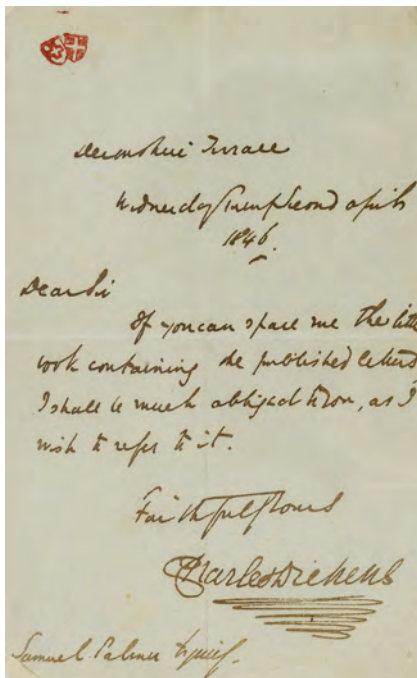 Devonshire Terrace
Wednesday Twenty Second April
1846.
Dear Sir
If you can spare me the little
book containing the published letters
I shall be much obliged to you, as I
wish to refer to it.
Faithfully Yours
Charles Dickens
Samuel Palmer Esquire.